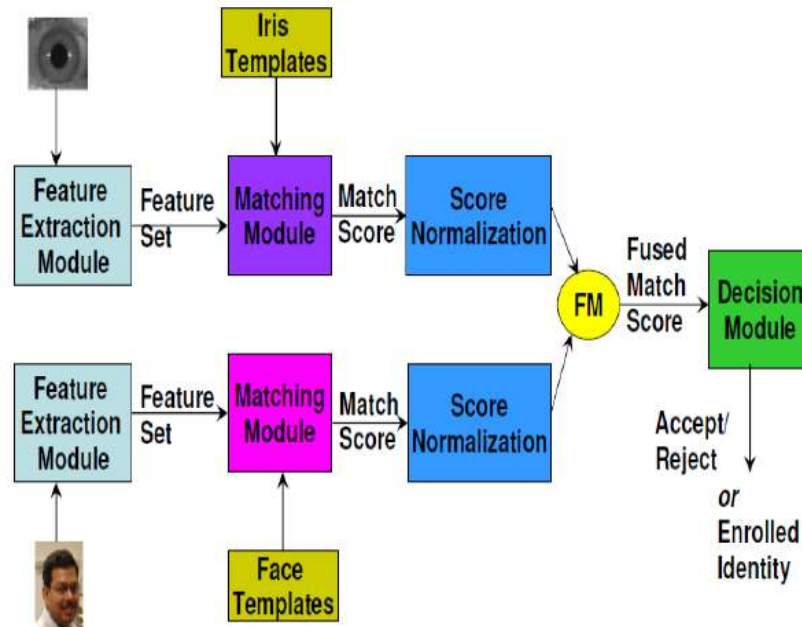 Iris
Templates
Feature
Extraction
Module
Feature
Set
Matching
Module
Match
Score
Score
Normalization
FM
Fused
Match
Score
Decision
Module
Feature
Extraction
Module
Feature
Set
Matching
Module
Match
Score
Score
Normalization
Accept/
Reject
or
Enrolled
Identity
Face
Templates